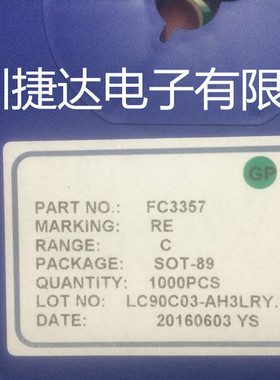 捷达电子有限
GP
PART NO.: FC3357
MARKING: RE
RANGE: C
PACKAGE: SOT-89
QUANTITY: 1000PCS
LOT NO: LC90C03-AH3LRY.
DATE: 20160603 YS